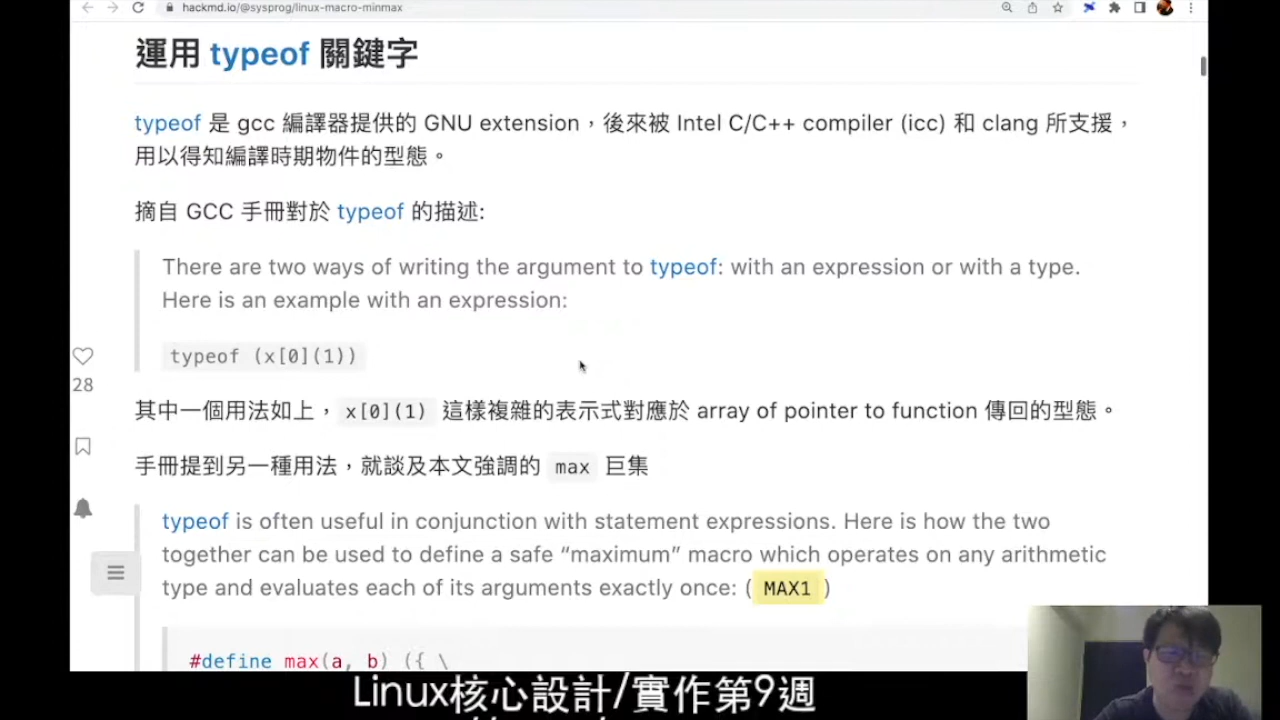 hackmd.io/@sysprog/linux-macro-minmax
運用 typeof 關鍵字
typeof 是 gcc 編譯器提供的 GNU extension，後來被 Intel C/C++ compiler (icc) 和 clang 所支援，
用以得知編譯時期物件的型態。
摘自 GCC 手冊對於 typeof 的描述:
There are two ways of writing the argument to typeof: with an expression or with a type.
Here is an example with an expression:
typeof (x[0](1))
28
其中一個用法如上，x[0](1) 這樣複雜的表示式對應於 array of pointer to function 傳回的型態。
手冊提到另一種用法，就談及本文強調的 max 巨集
typeof is often useful in conjunction with statement expressions. Here is how the two
together can be used to define a safe “maximum” macro which operates on any arithmetic
type and evaluates each of its arguments exactly once: ( MAX1 )
#define max(a, b) ({ \
Linux核心設計/實作第9週